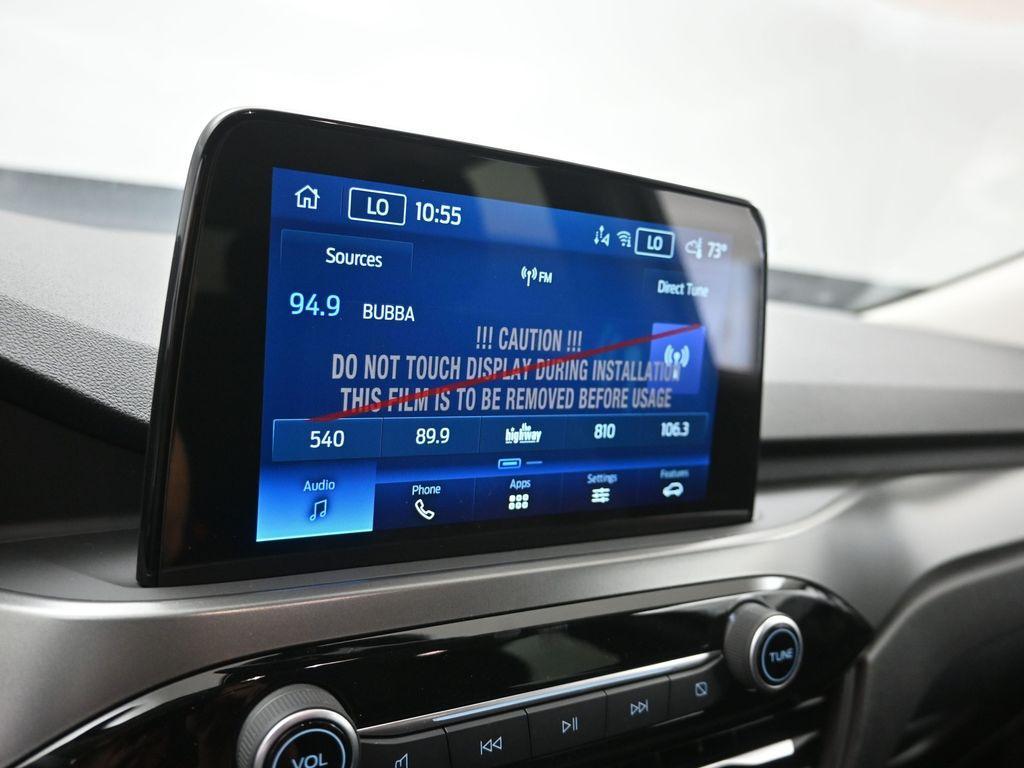 LO 10:55 LO 73°
Sources
FM
Direct Tune
94.9 BUBBA
!!! CAUTION !!!
DO NOT TOUCH DISPLAY DURING INSTALLATION
THIS FILM IS TO BE REMOVED BEFORE USAGE
540 89.9 the highway 810 106.3
Audio Phone Apps Settings Features
TUNE
VOL